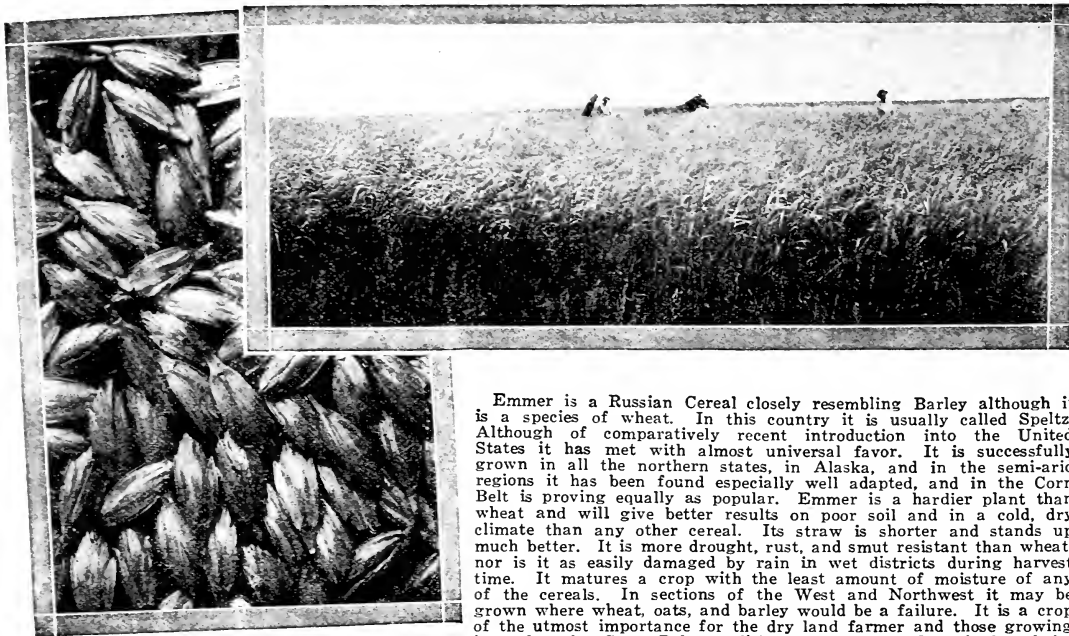 Emmer is a Russian Cereal closely resembling Barley although it
is a species of wheat. In this country it is usually called Speltz
Although of comparatively recent introduction into the United
States it has met with almost universal favor. It is successfully
grown in all the northern states, in Alaska, and in the semi-arid
regions it has been found especially well adapted, and in the Corn
Belt is proving equally as popular. Emmer is a hardier plant than
wheat and will give better results on poor soil and in a cold, dry
climate than any other cereal. Its straw is shorter and stands up
much better. It is more drought, rust, and smut resistant than wheat
nor is it as easily damaged by rain in wet districts during harvest
time. It matures a crop with the least amount of moisture of any
of the cereals. In sections of the West and Northwest it may be
grown where wheat, oats, and barley would be a failure. It is a crop
of the utmost importance for the dry land farmer and those growing